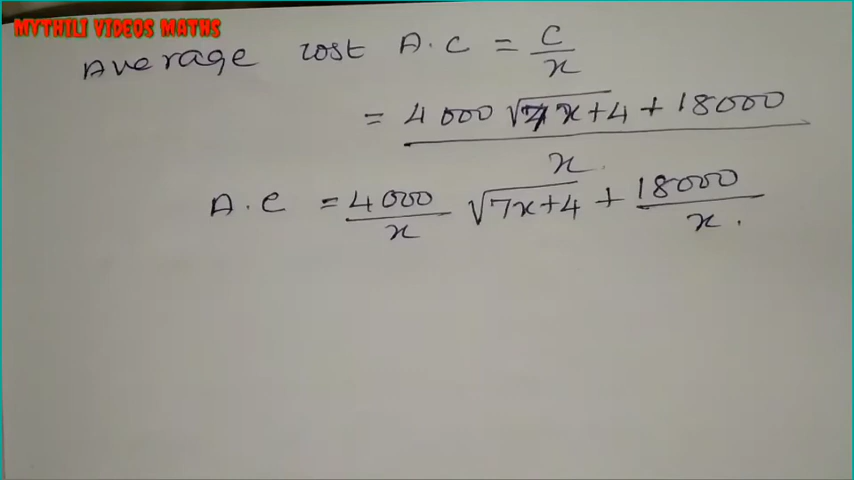 MYTHILI VIDEOS MATHS
Average cost A.C = C/x
= 4000 √7x+4 + 18000 / x
A.C = 4000/x √7x+4 + 18000/x .